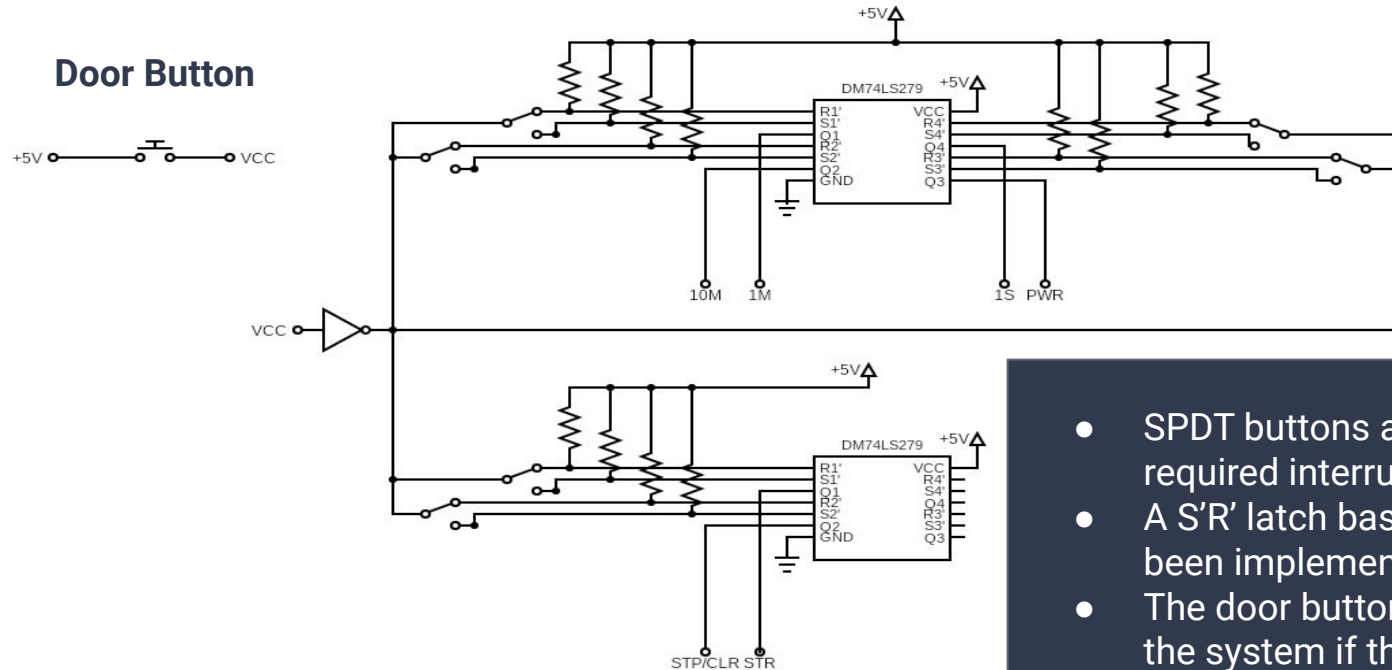 +5V
Door Button
DM74LS279 +5V
R1' VCC
S1' R4'
Q1 S4'
R2' Q4
S2' R3'
Q2 S3'
GND Q3
+5V VCC
10M 1M 1S PWR
VCC
+5V
DM74LS279 +5V
R1' VCC
S1' R4'
Q1 S4'
R2' Q4
S2' R3'
Q2 S3'
GND Q3
STP/CLR STR
● SPDT buttons a
required interru
● A S’R’ latch bas
been implemen
● The door button
the system if th